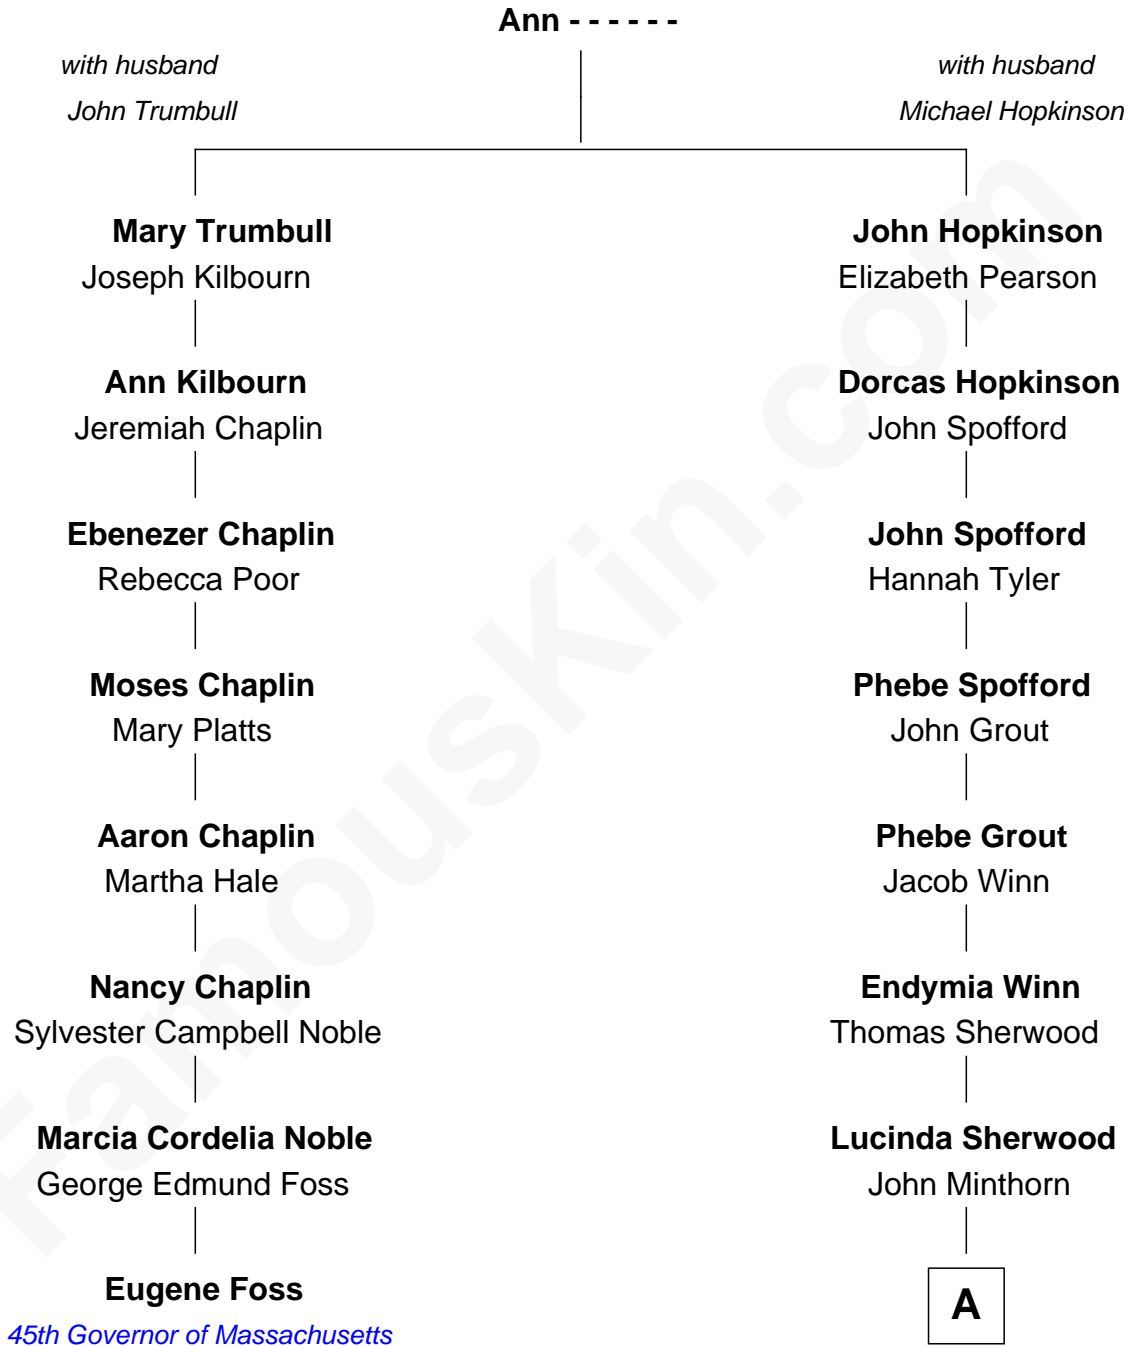 Ann - - - - - -
with husband
John Trumbull
with husband
Michael Hopkinson
Mary Trumbull
Joseph Kilbourn
John Hopkinson
Elizabeth Pearson
Ann Kilbourn
Jeremiah Chaplin
Dorcas Hopkinson
John Spofford
Ebenezer Chaplin
Rebecca Poor
John Spofford
Hannah Tyler
Moses Chaplin
Mary Platts
Phebe Spofford
John Grout
Aaron Chaplin
Martha Hale
Phebe Grout
Jacob Winn
Nancy Chaplin
Sylvester Campbell Noble
Endymia Winn
Thomas Sherwood
Marcia Cordelia Noble
George Edmund Foss
Lucinda Sherwood
John Minthorn
Eugene Foss
45th Governor of Massachusetts
A
FamousKin.com